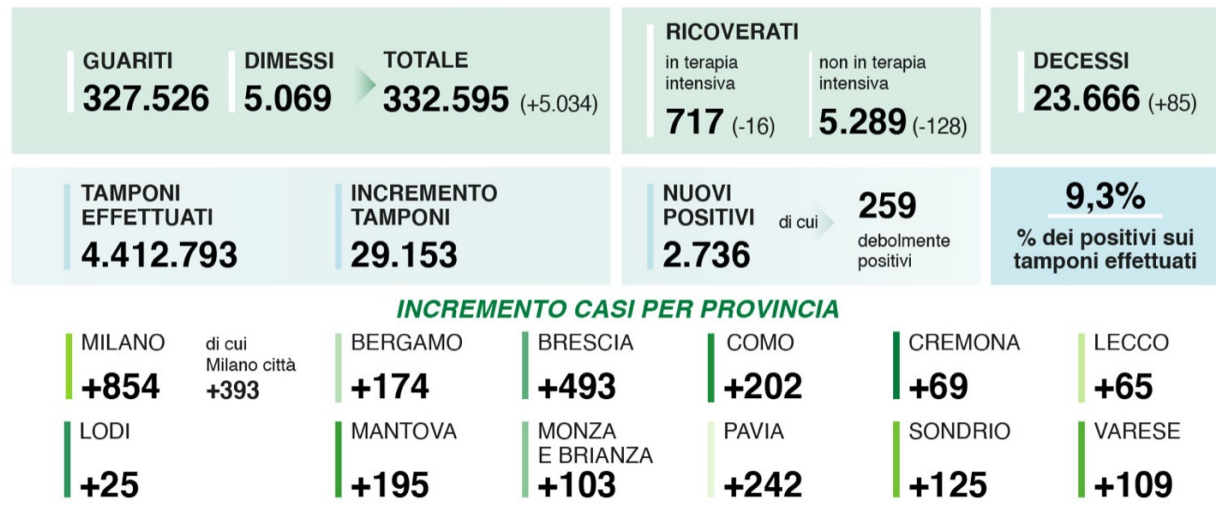 GUARITI
327.526
DIMESSI
5.069
TOTALE
332.595 (+5.034)
RICOVERATI
in terapia
intensiva
717 (-16)
non in terapia
intensiva
5.289 (-128)
DECESSI
23.666 (+85)
TAMPONI
EFFETTUATI
4.412.793
INCREMENTO
TAMPONI
29.153
NUOVI
POSITIVI
2.736
di cui
259
debolmente
positivi
9,3%
% dei positivi sui
tamponi effettuati
INCREMENTO CASI PER PROVINCIA
MILANO
+854
di cui
Milano città
+393
BERGAMO
+174
BRESCIA
+493
COMO
+202
CREMONA
+69
LECCO
+65
LODI
+25
MANTOVA
+195
MONZA
E BRIANZA
+103
PAVIA
+242
SONDRIO
+125
VARESE
+109